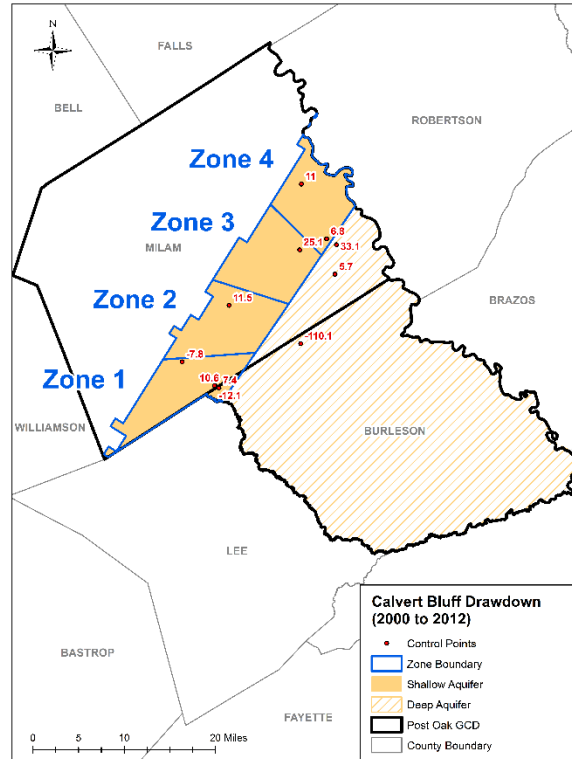 N
FALLS
BELL
ROBERTSON
Zone 4
11
Zone 3
6.8
25.1
33.1
MILAM
5.7
Zone 2
BRAZOS
11.5
-110.1
-7.8
Zone 1
10.6
7.4
-12.1
WILLIAMSON
BURLESON
LEE
Calvert Bluff Drawdown
(2000 to 2012)
Control Points
Zone Boundary
Shallow Aquifer
Deep Aquifer
Post Oak GCD
County Boundary
BASTROP
FAYETTE
0 5 10 20 Miles